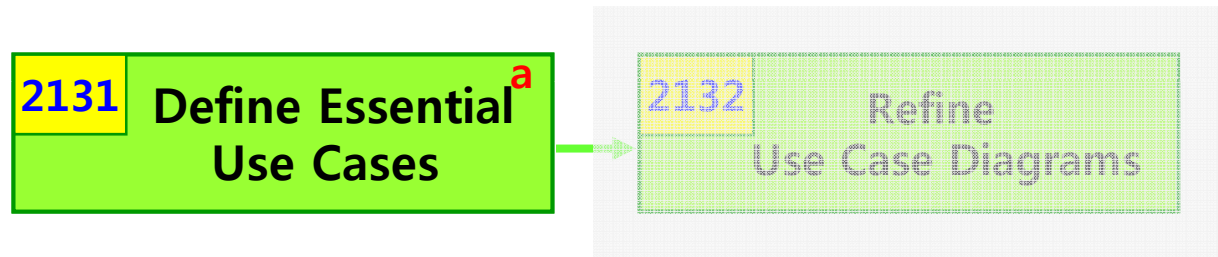 2131
Define Essential a
Use Cases
2132
Refine
Use Case Diagrams